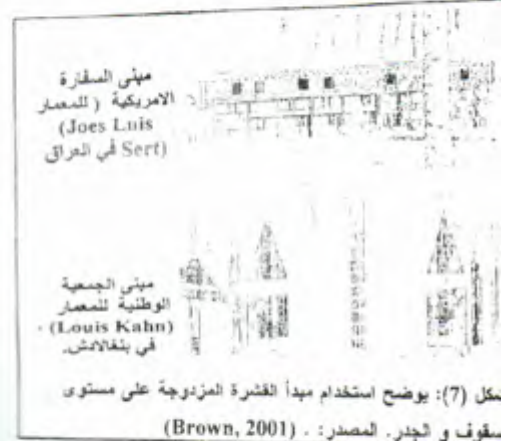 مبنى السفارة
الامريكية ( للمعمار
(Joes Luis
Sert) في العراق
مبنى الجمعية
الوطنية للمعمار
(Louis Kahn)
في بنغالادش.
شكل (7): يوضح استخدام مبدأ القشرة المزدوجة على مستوى
سقوف و الجدر. المصدر: . (Brown, 2001)